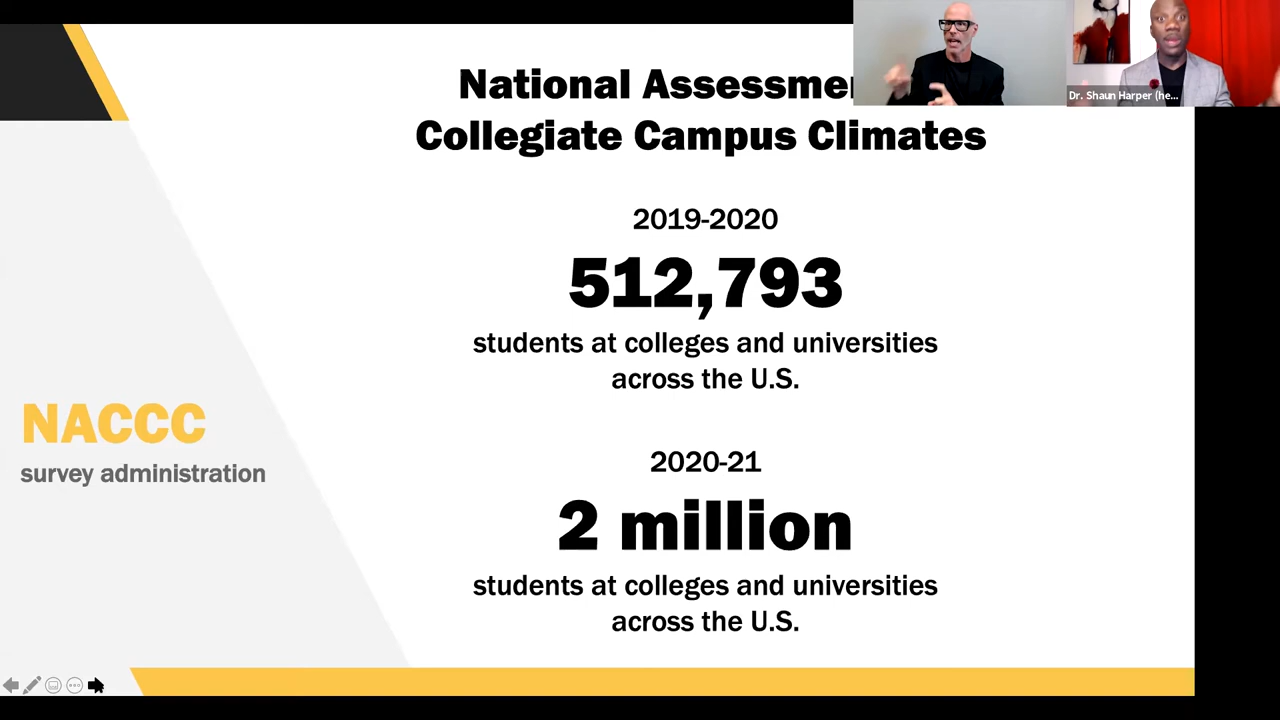 National Assessmen
Collegiate Campus Climates
Dr. Shaun Harper (he...
2019-2020
512,793
students at colleges and universities
across the U.S.
NACCC
survey administration
2020-21
2 million
students at colleges and universities
across the U.S.